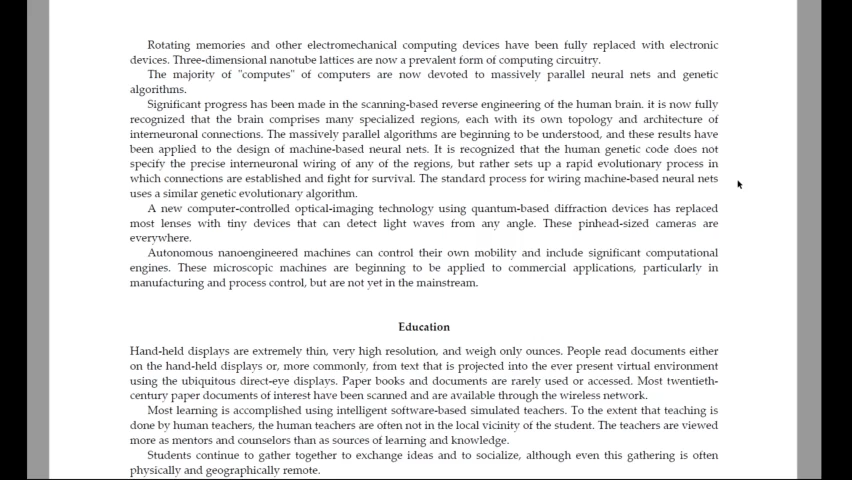 Rotating memories and other electromechanical computing devices have been fully replaced with electronic
devices. Three-dimensional nanotube lattices are now a prevalent form of computing circuitry.
The majority of "computes" of computers are now devoted to massively parallel neural nets and genetic
algorithms.
Significant progress has been made in the scanning-based reverse engineering of the human brain. it is now fully
recognized that the brain comprises many specialized regions, each with its own topology and architecture of
interneuronal connections. The massively parallel algorithms are beginning to be understood, and these results have
been applied to the design of machine-based neural nets. It is recognized that the human genetic code does not
specify the precise interneuronal wiring of any of the regions, but rather sets up a rapid evolutionary process in
which connections are established and fight for survival. The standard process for wiring machine-based neural nets
uses a similar genetic evolutionary algorithm.
A new computer-controlled optical-imaging technology using quantum-based diffraction devices has replaced
most lenses with tiny devices that can detect light waves from any angle. These pinhead-sized cameras are
everywhere.
Autonomous nanoengineered machines can control their own mobility and include significant computational
engines. These microscopic machines are beginning to be applied to commercial applications, particularly in
manufacturing and process control, but are not yet in the mainstream.
Education
Hand-held displays are extremely thin, very high resolution, and weigh only ounces. People read documents either
on the hand-held displays or, more commonly, from text that is projected into the ever present virtual environment
using the ubiquitous direct-eye displays. Paper books and documents are rarely used or accessed. Most twentieth-
century paper documents of interest have been scanned and are available through the wireless network.
Most learning is accomplished using intelligent software-based simulated teachers. To the extent that teaching is
done by human teachers, the human teachers are often not in the local vicinity of the student. The teachers are viewed
more as mentors and counselors than as sources of learning and knowledge.
Students continue to gather together to exchange ideas and to socialize, although even this gathering is often
physically and geographically remote.